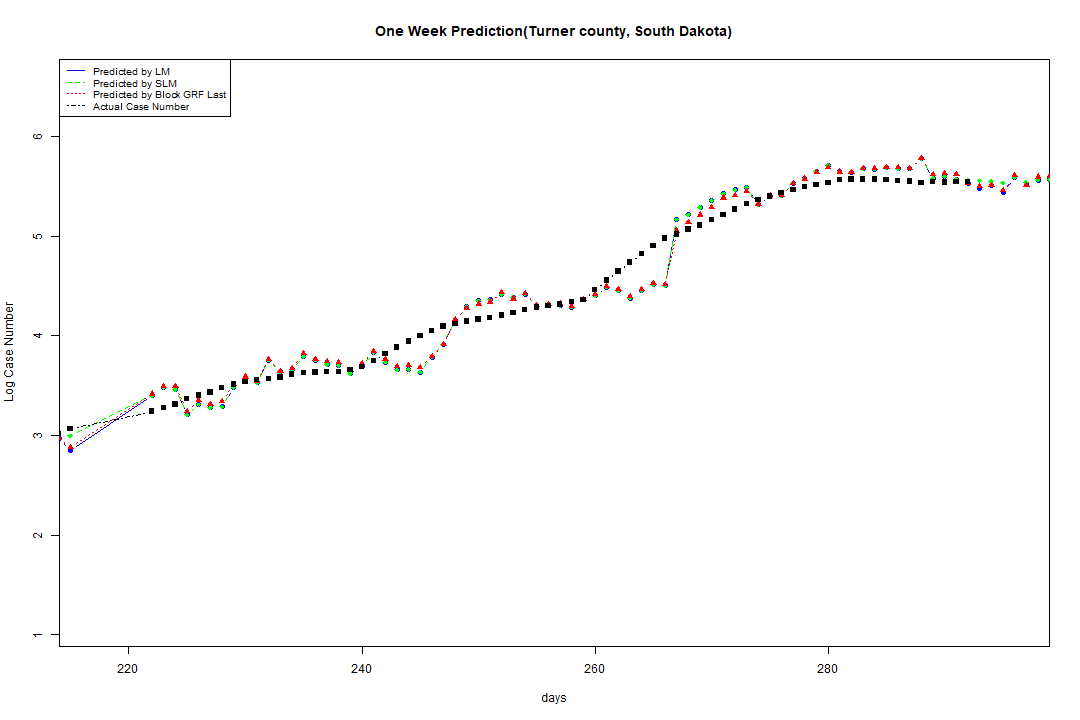 One Week Prediction(Turner county, South Dakota)
Predicted by LM
Predicted by SLM
Predicted by Block GRF Last
Actual Case Number
6
5
4
3
2
1
Log Case Number
220 240 260 280
days